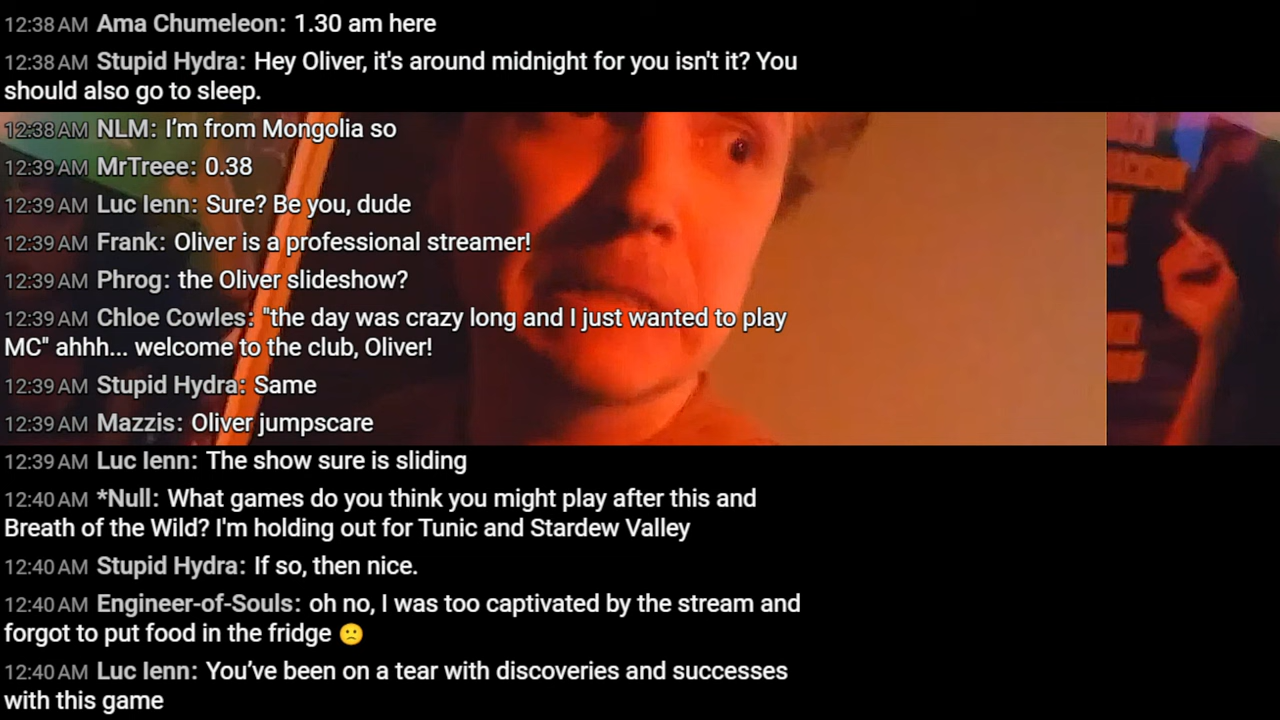 12:38 AM Ama Chumeleon: 1.30 am here
12:38 AM Stupid Hydra: Hey Oliver, it's around midnight for you isn't it? You
should also go to sleep.
12:38 AM NLM: I’m from Mongolia so
12:39 AM MrTreee: 0.38
12:39 AM Luc Ienn: Sure? Be you, dude
12:39 AM Frank: Oliver is a professional streamer!
12:39 AM Phrog: the Oliver slideshow?
12:39 AM Chloe Cowles: "the day was crazy long and I just wanted to play
MC" ahhh... welcome to the club, Oliver!
12:39 AM Stupid Hydra: Same
12:39 AM Mazzis: Oliver jumpscare
12:39 AM Luc Ienn: The show sure is sliding
12:40 AM *Null: What games do you think you might play after this and
Breath of the Wild? I'm holding out for Tunic and Stardew Valley
12:40 AM Stupid Hydra: If so, then nice.
12:40 AM Engineer-of-Souls: oh no, I was too captivated by the stream and
forgot to put food in the fridge 🙁
12:40 AM Luc Ienn: You’ve been on a tear with discoveries and successes
with this game